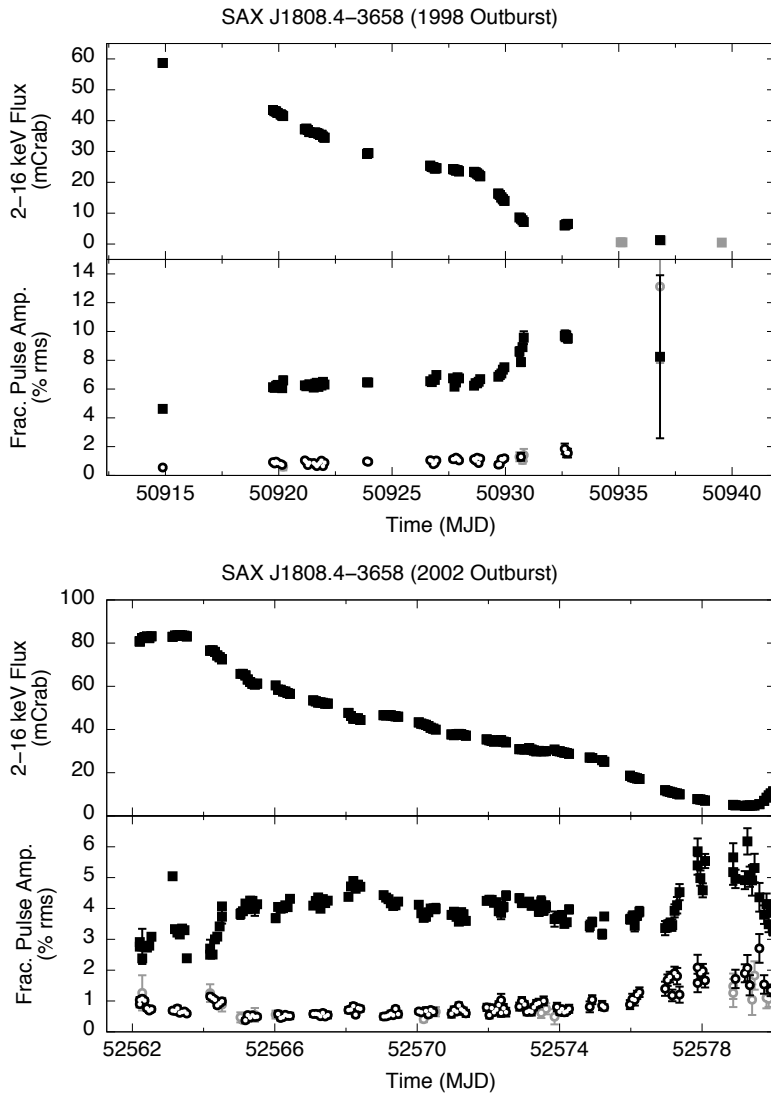 SAX J1808.4−3658 (1998 Outburst)
2−16 keV Flux
(mCrab)
60
50
40
30
20
10
0
Frac. Pulse Amp.
(% rms)
14
12
10
8
6
4
2
0
50915 50920 50925 50930 50935 50940
Time (MJD)
SAX J1808.4−3658 (2002 Outburst)
2−16 keV Flux
(mCrab)
100
80
60
40
20
0
Frac. Pulse Amp.
(% rms)
6
5
4
3
2
1
0
52562 52566 52570 52574 52578
Time (MJD)